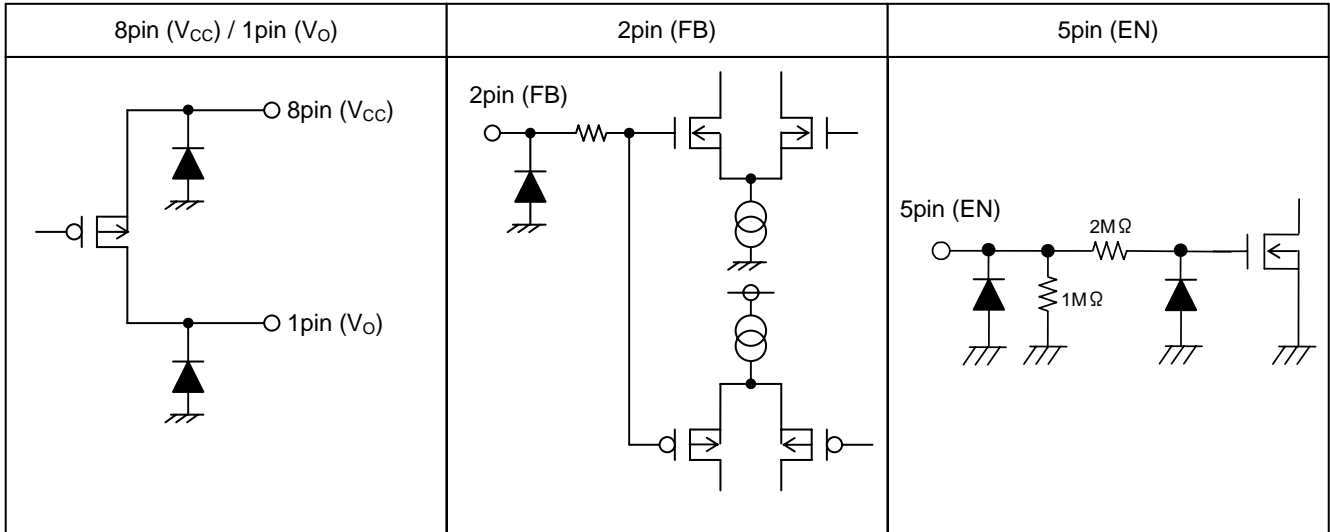 8pin (VCC) / 1pin (VO)
2pin (FB)
5pin (EN)
8pin (VCC)
1pin (VO)
2pin (FB)
5pin (EN)
2MΩ
1MΩ